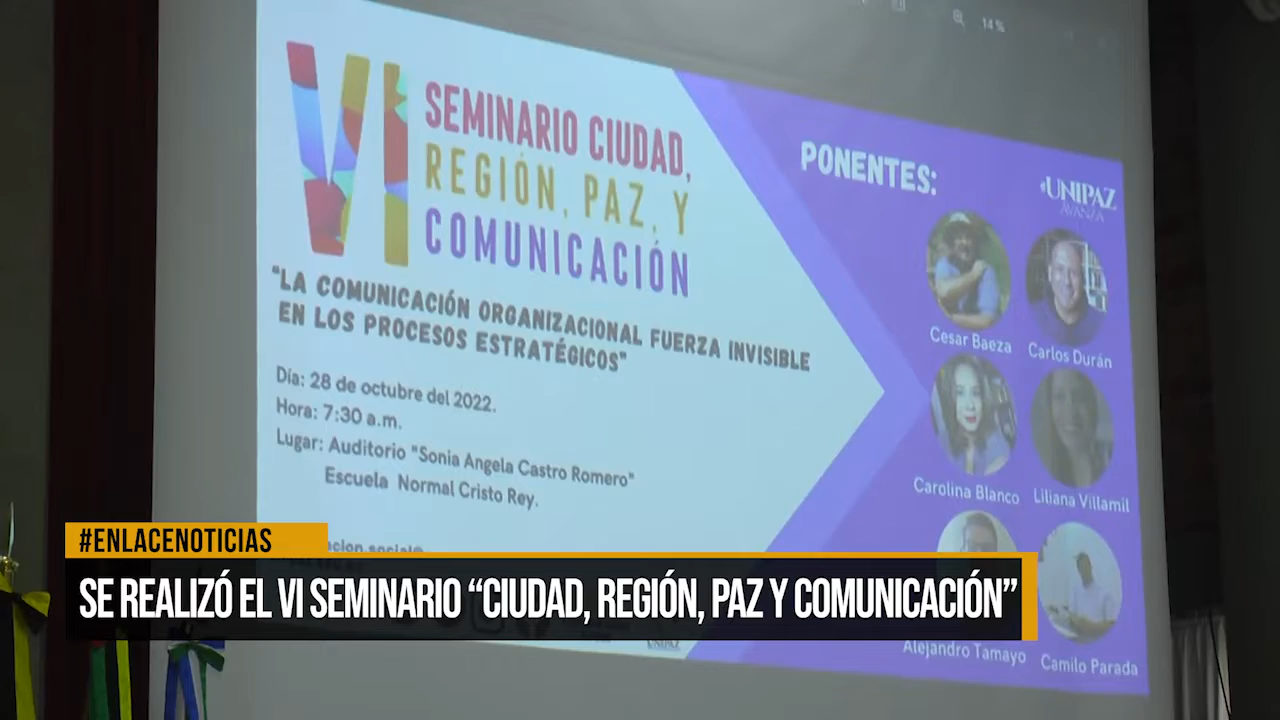 14%
VI
SEMINARIO CIUDAD,
REGIÓN, PAZ, Y
COMUNICACIÓN
"LA COMUNICACIÓN ORGANIZACIONAL FUERZA INVISIBLE
EN LOS PROCESOS ESTRATÉGICOS"
Día: 28 de octubre del 2022.
Hora: 7:30 a.m.
Lugar: Auditorio "Sonia Angela Castro Romero"
Escuela Normal Cristo Rey.
PONENTES:
UNIPAZ
AVANZA
Cesar Baeza
Carlos Durán
Carolina Blanco
Liliana Villamil
Alejandro Tamayo
Camilo Parada
UNIPAZ
#ENLACENOTICIAS
SE REALIZÓ EL VI SEMINARIO “CIUDAD, REGIÓN, PAZ Y COMUNICACIÓN”